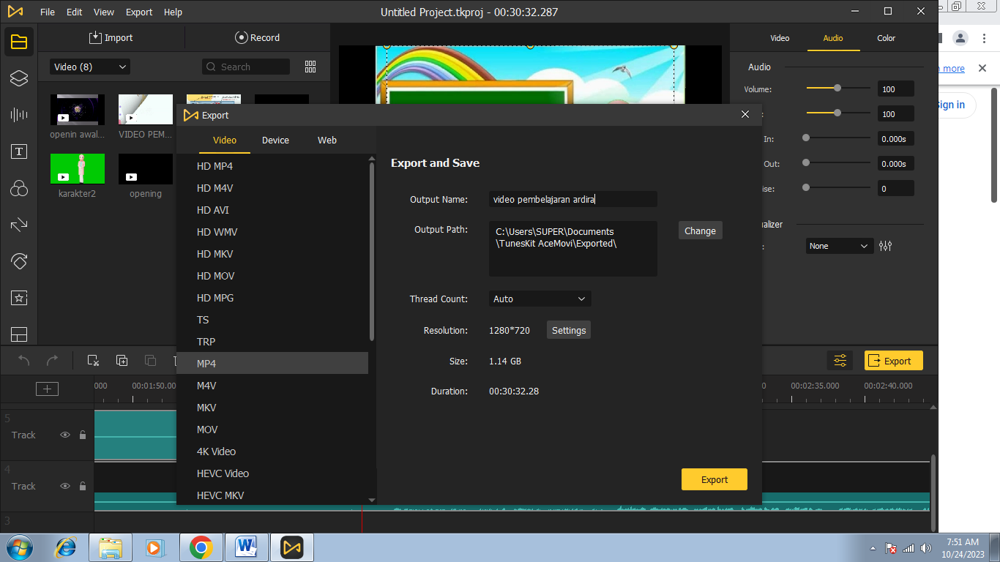 File Edit View Export Help
Untitled Project.tkproj - 00:30:32.287
Import
Record
Video (8)
Search
openin awal...
VIDEO PEM...
karakter2
opening
Video Audio Color
Audio
Volume: 100
100
In: 0.000s
Out: 0.000s
0
None
more
Sign in
Export
Video Device Web
HD MP4
HD M4V
HD AVI
HD WMV
HD MKV
HD MOV
HD MPG
TS
TRP
MP4
M4V
MKV
MOV
4K Video
HEVC Video
HEVC MKV
Export and Save
Output Name: video pembelajaran ardira
Output Path: C:\Users\SUPER\Documents
\TunesKit AceMovi\Exported\
Change
Thread Count: Auto
Resolution: 1280*720 Settings
Size: 1.14 GB
Duration: 00:30:32.28
Export
Export
000 00:01:50.00
00:02:35.000 00:02:40.000
5
Track
4
Track
3
7:51 AM
10/24/2023